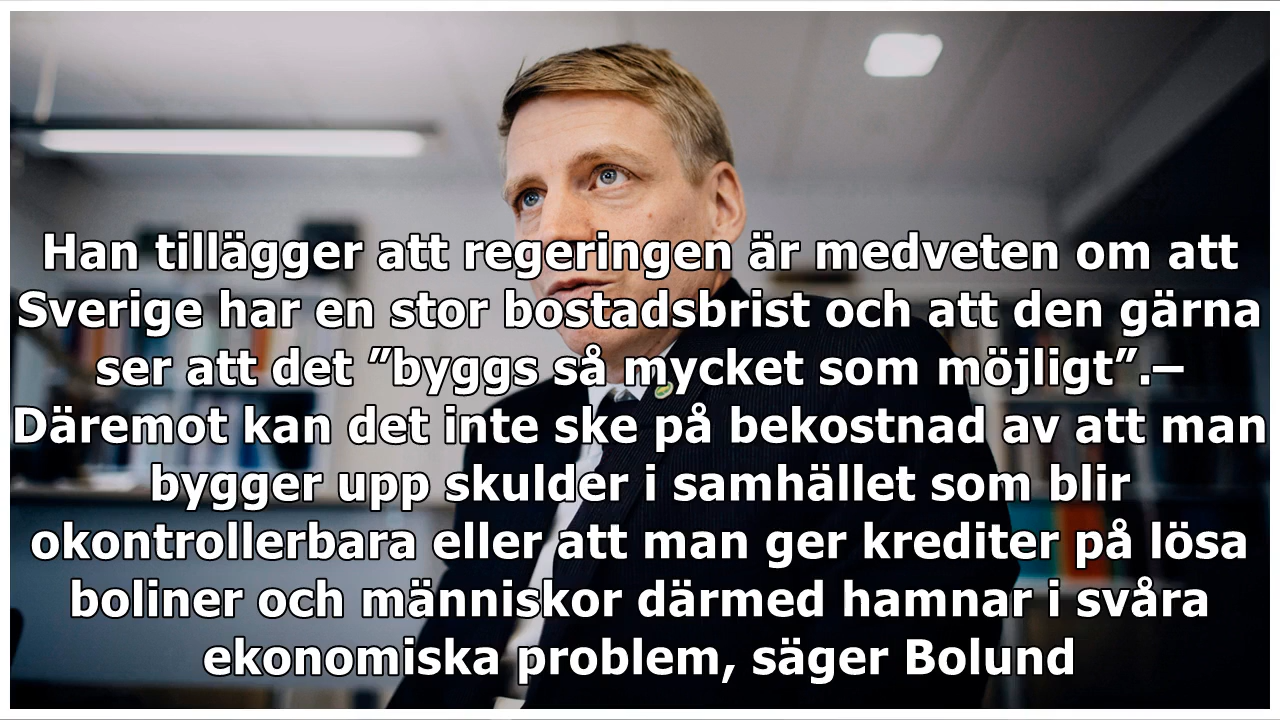 Han tillägger att regeringen är medveten om att
Sverige har en stor bostadsbrist och att den gärna
ser att det ”byggs så mycket som möjligt”.–
Däremot kan det inte ske på bekostnad av att man
bygger upp skulder i samhället som blir
okontrollerbara eller att man ger krediter på lösa
boliner och människor därmed hamnar i svåra
ekonomiska problem, säger Bolund